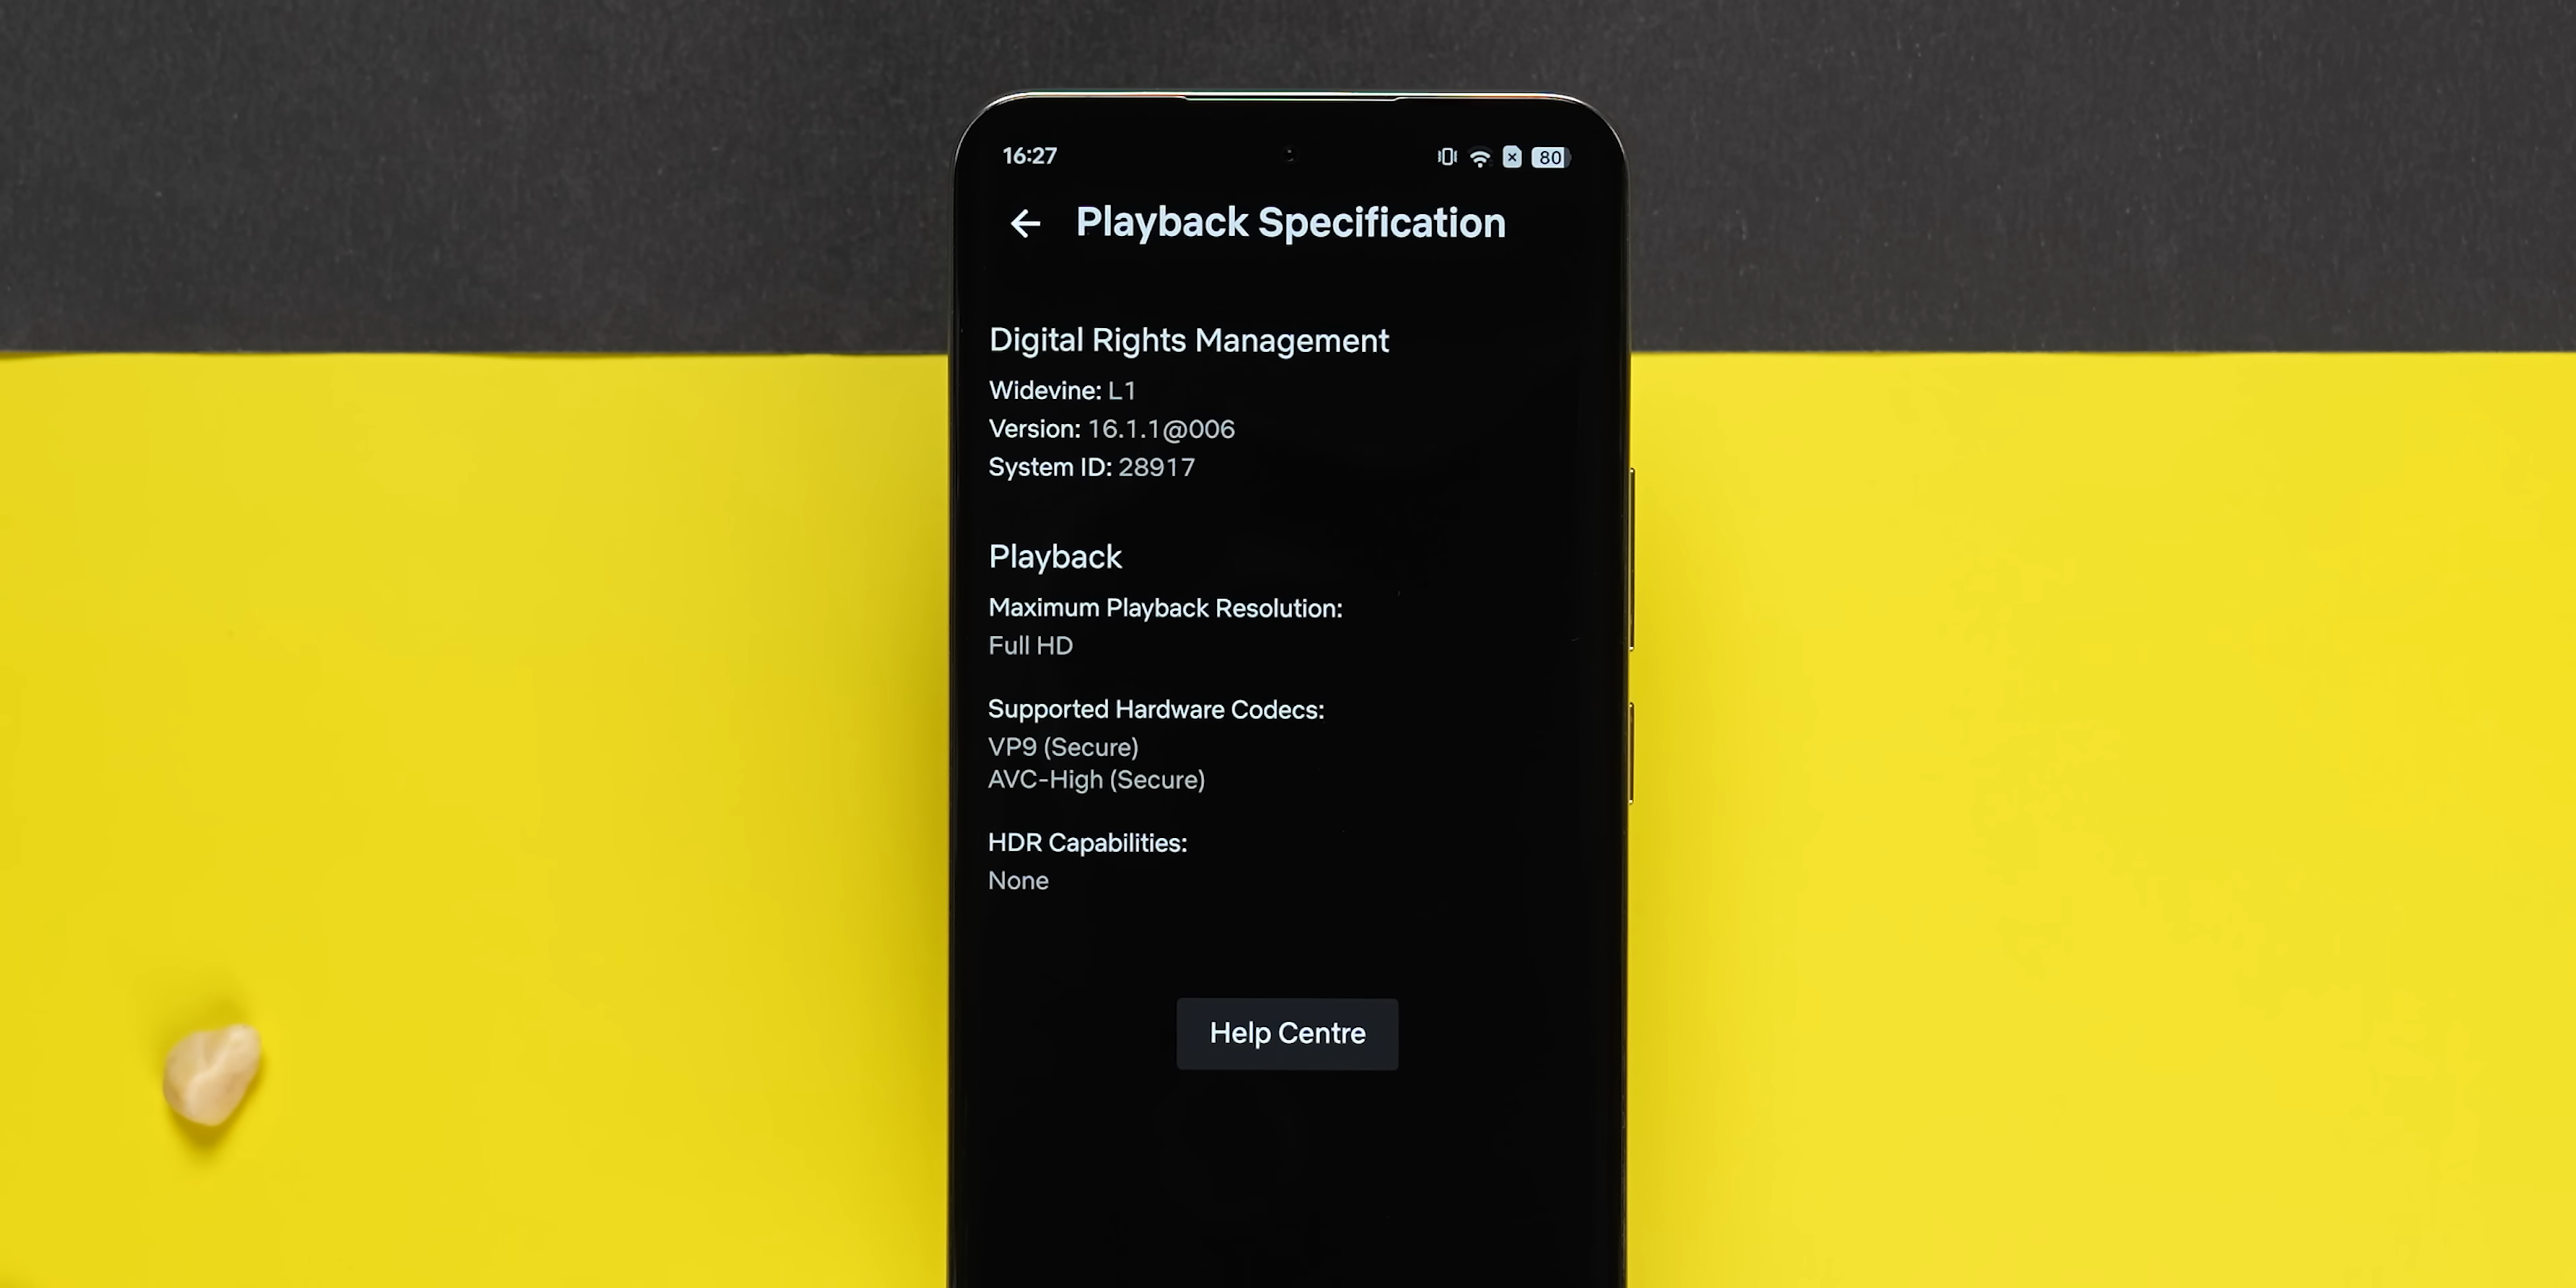 16:27
80
Playback Specification
Digital Rights Management
Widevine: L1
Version: 16.1.1@006
System ID: 28917
Playback
Maximum Playback Resolution:
Full HD
Supported Hardware Codecs:
VP9 (Secure)
AVC-High (Secure)
HDR Capabilities:
None
Help Centre